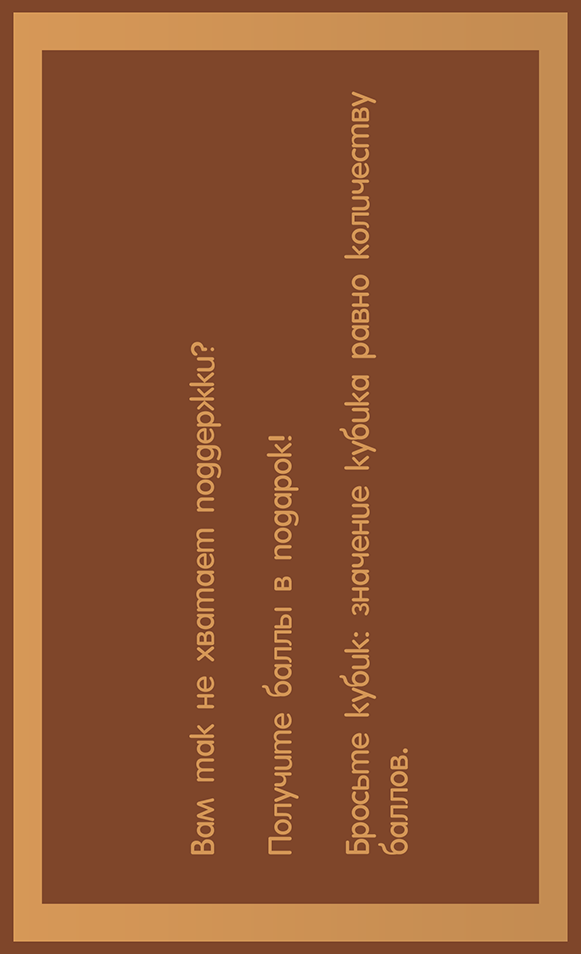 Вам так не хватает поддержки?
Получите баллы в подарок!
Бросьте кубик: значение кубика равно количеству
баллов.